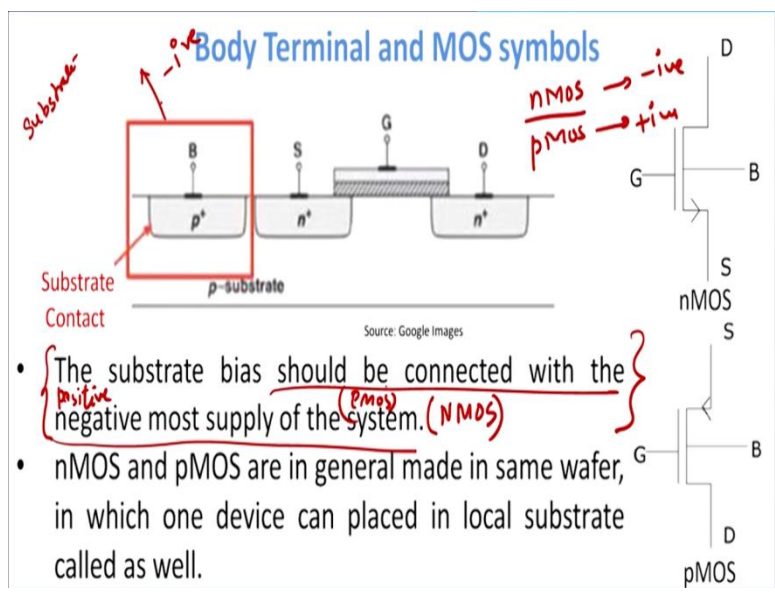 Body Terminal and MOS symbols
-ive
Substrate
nMOS → -ive
pMOS → +ive
B
S
G
D
p+
n+
n+
Substrate
Contact
p-substrate
Source: Google Images
D
G
B
S
nMOS
S
G
B
D
pMOS
• The substrate bias should be connected with the
positive (PMOS)
negative most supply of the system. (NMOS)
• nMOS and pMOS are in general made in same wafer,
in which one device can placed in local substrate
called as well.